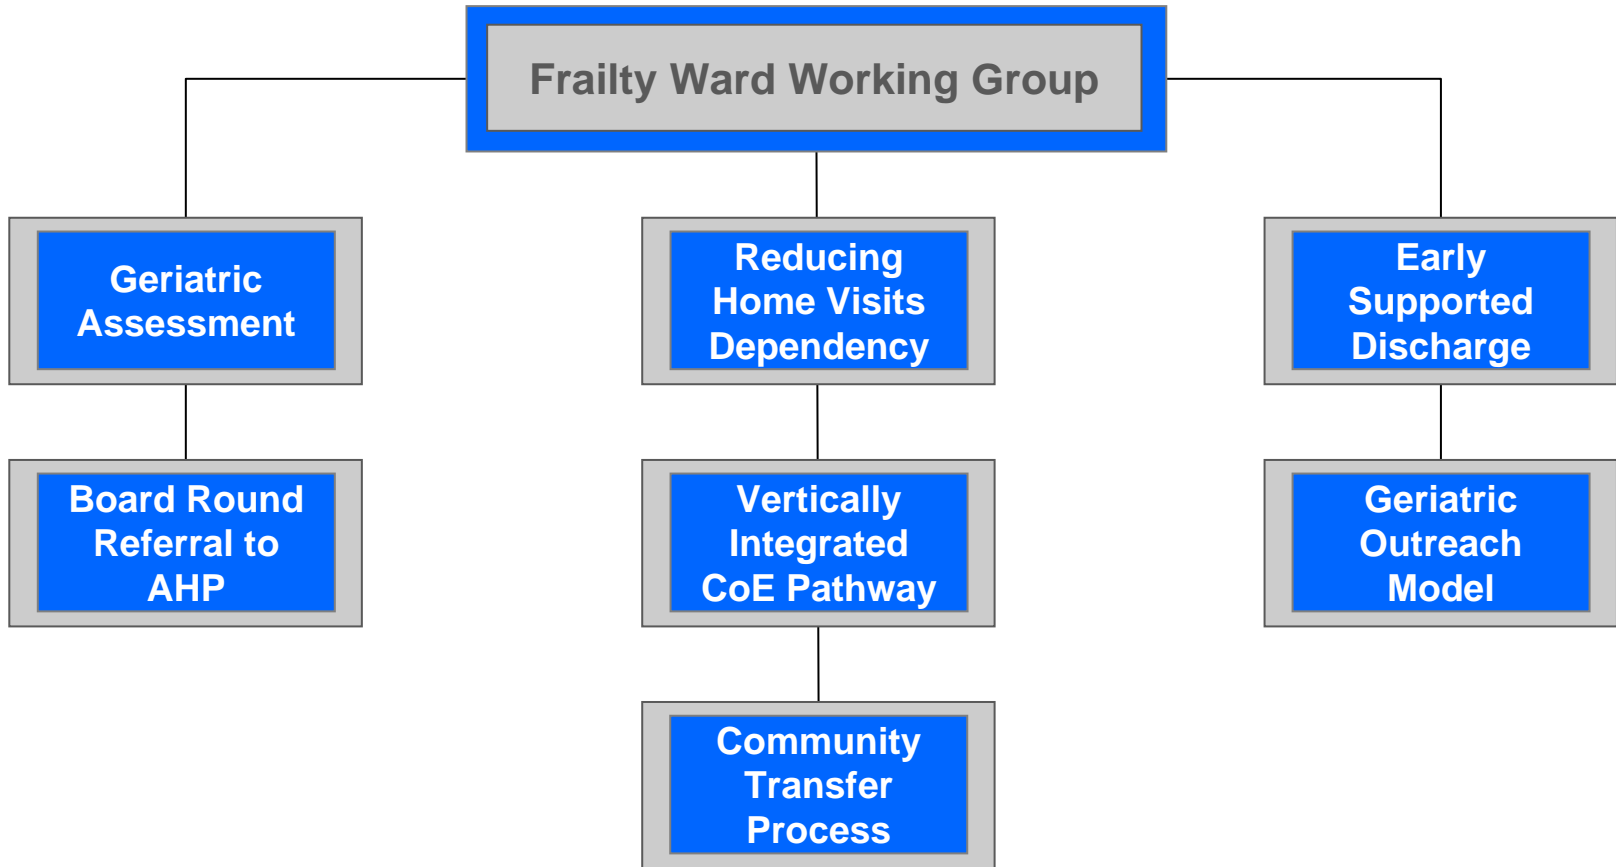 Frailty Ward Working Group
Geriatric
Assessment
Reducing
Home Visits
Dependency
Early
Supported
Discharge
Board Round
Referral to
AHP
Vertically
Integrated
CoE Pathway
Geriatric
Outreach
Model
Community
Transfer
Process